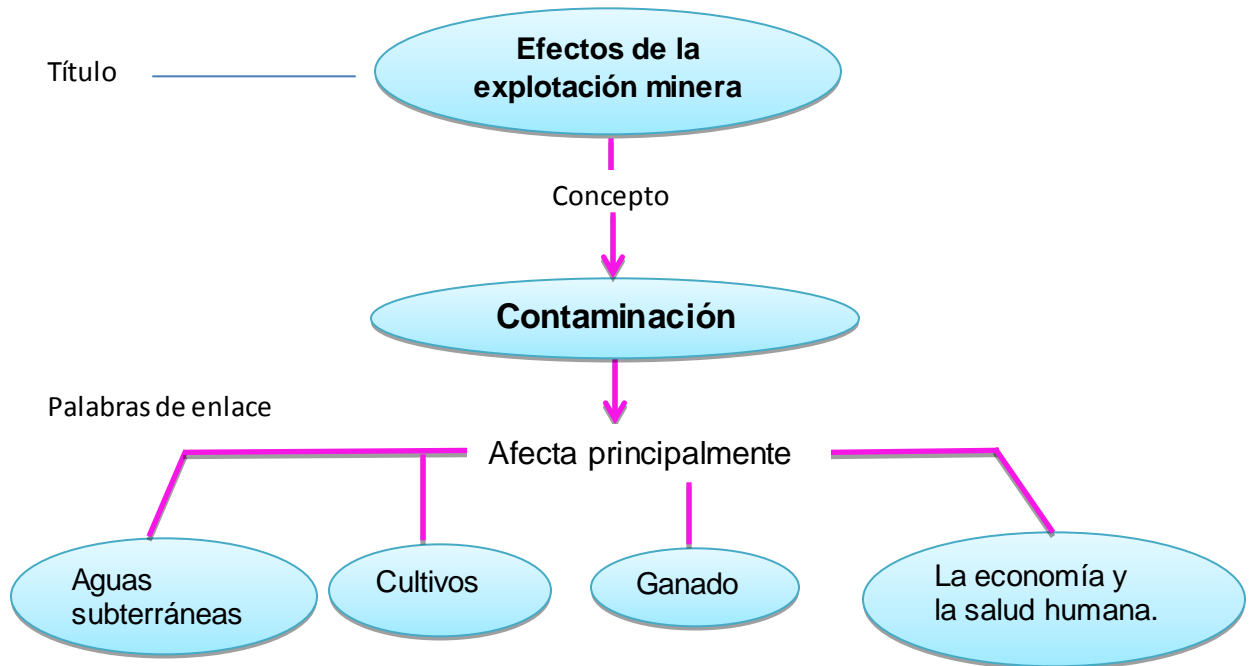 Efectos de la
explotación minera
Título
Concepto
Contaminación
Palabras de enlace
Afecta principalmente
Aguas
subterráneas
Cultivos
Ganado
La economía y
la salud humana.